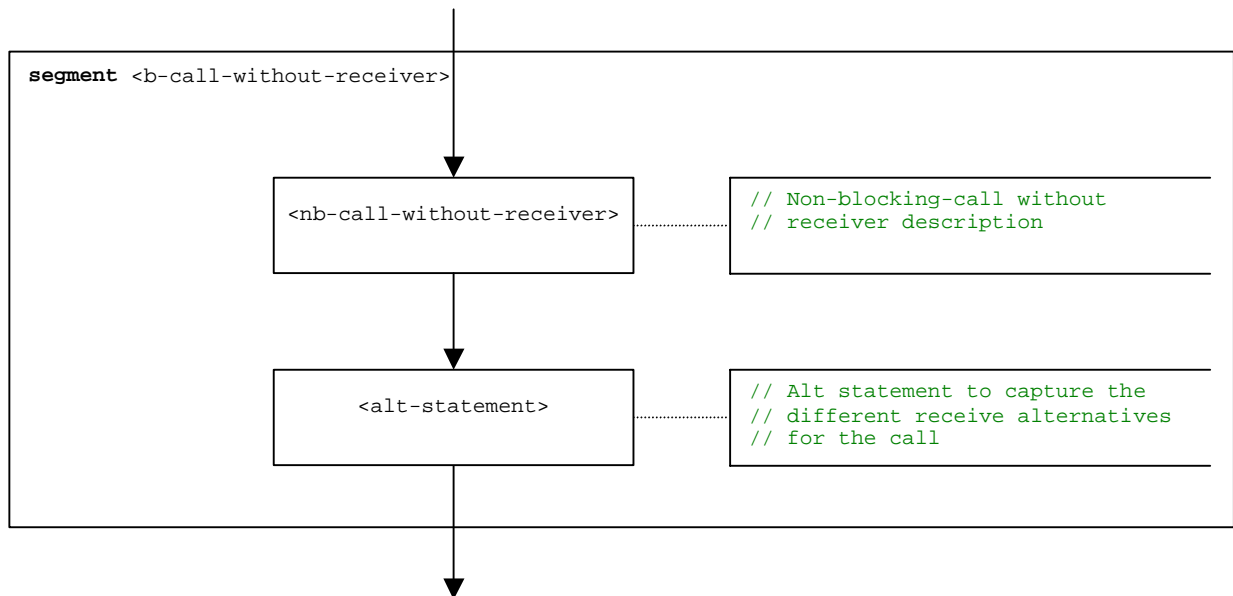 segment <b-call-without-receiver>
<nb-call-without-receiver>
// Non-blocking-call without
// receiver description
<alt-statement>
// Alt statement to capture the
// different receive alternatives
// for the call